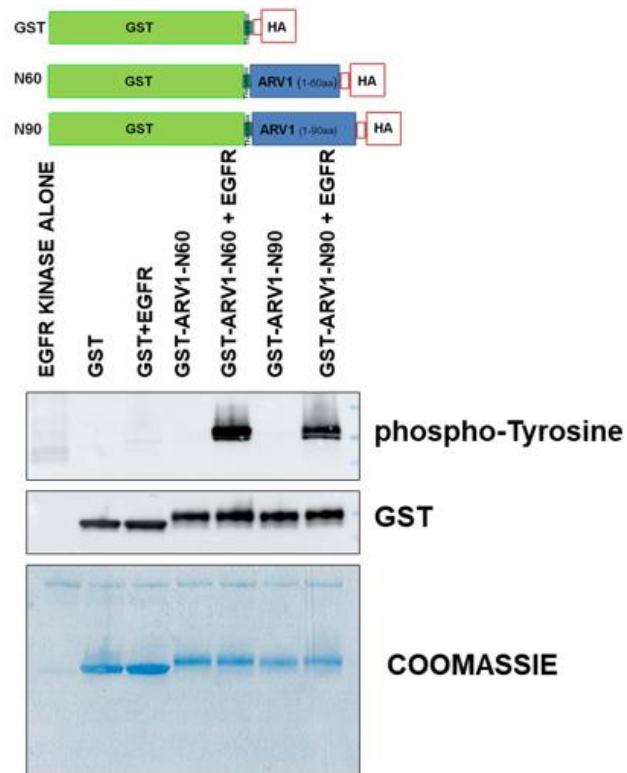 GST GST HA
N60 GST ARV1 (1-60aa) HA
N90 GST ARV1 (1-90aa) HA
EGFR KINASE ALONE
GST
GST+EGFR
GST-ARV1-N60
GST-ARV1-N60 + EGFR
GST-ARV1-N90
GST-ARV1-N90 + EGFR
phospho-Tyrosine
GST
COOMASSIE